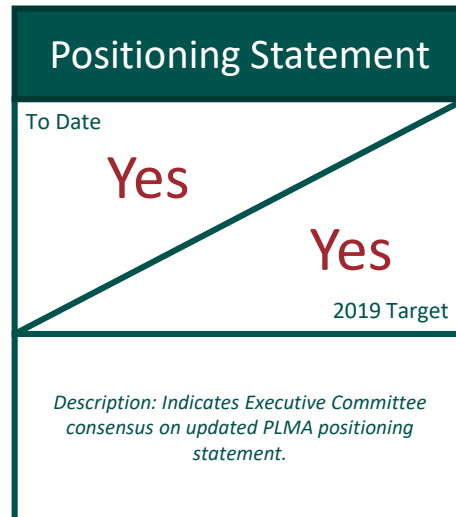 Positioning Statement
To Date
Yes
Yes
2019 Target
Description: Indicates Executive Committee
consensus on updated PLMA positioning
statement.